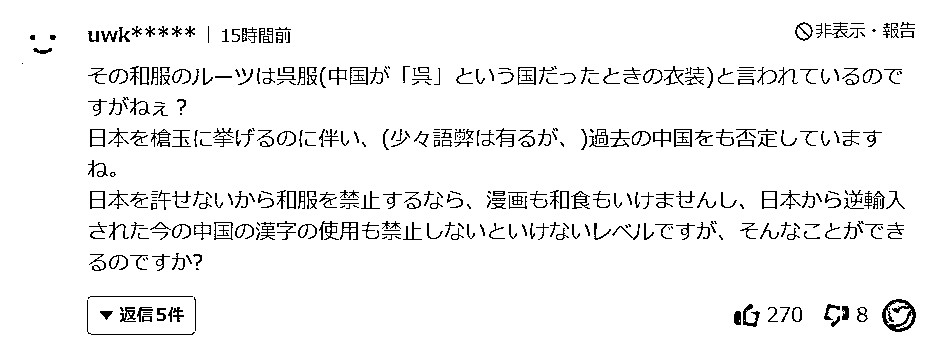 uwk***** | 15時間前
非表示・報告
その和服のルーツは呉服(中国が「呉」という国だったときの衣装)と言われているので
すがねぇ？
日本を槍玉に挙げるのに伴い、(少々語弊は有るが、)過去の中国をも否定しています
ね。
日本を許せないから和服を禁止するなら、漫画も和食もいけませんし、日本から逆輸入
された今の中国の漢字の使用も禁止しないといけないレベルですが、そんなことができ
るのですか?
▼ 返信5件
270 8